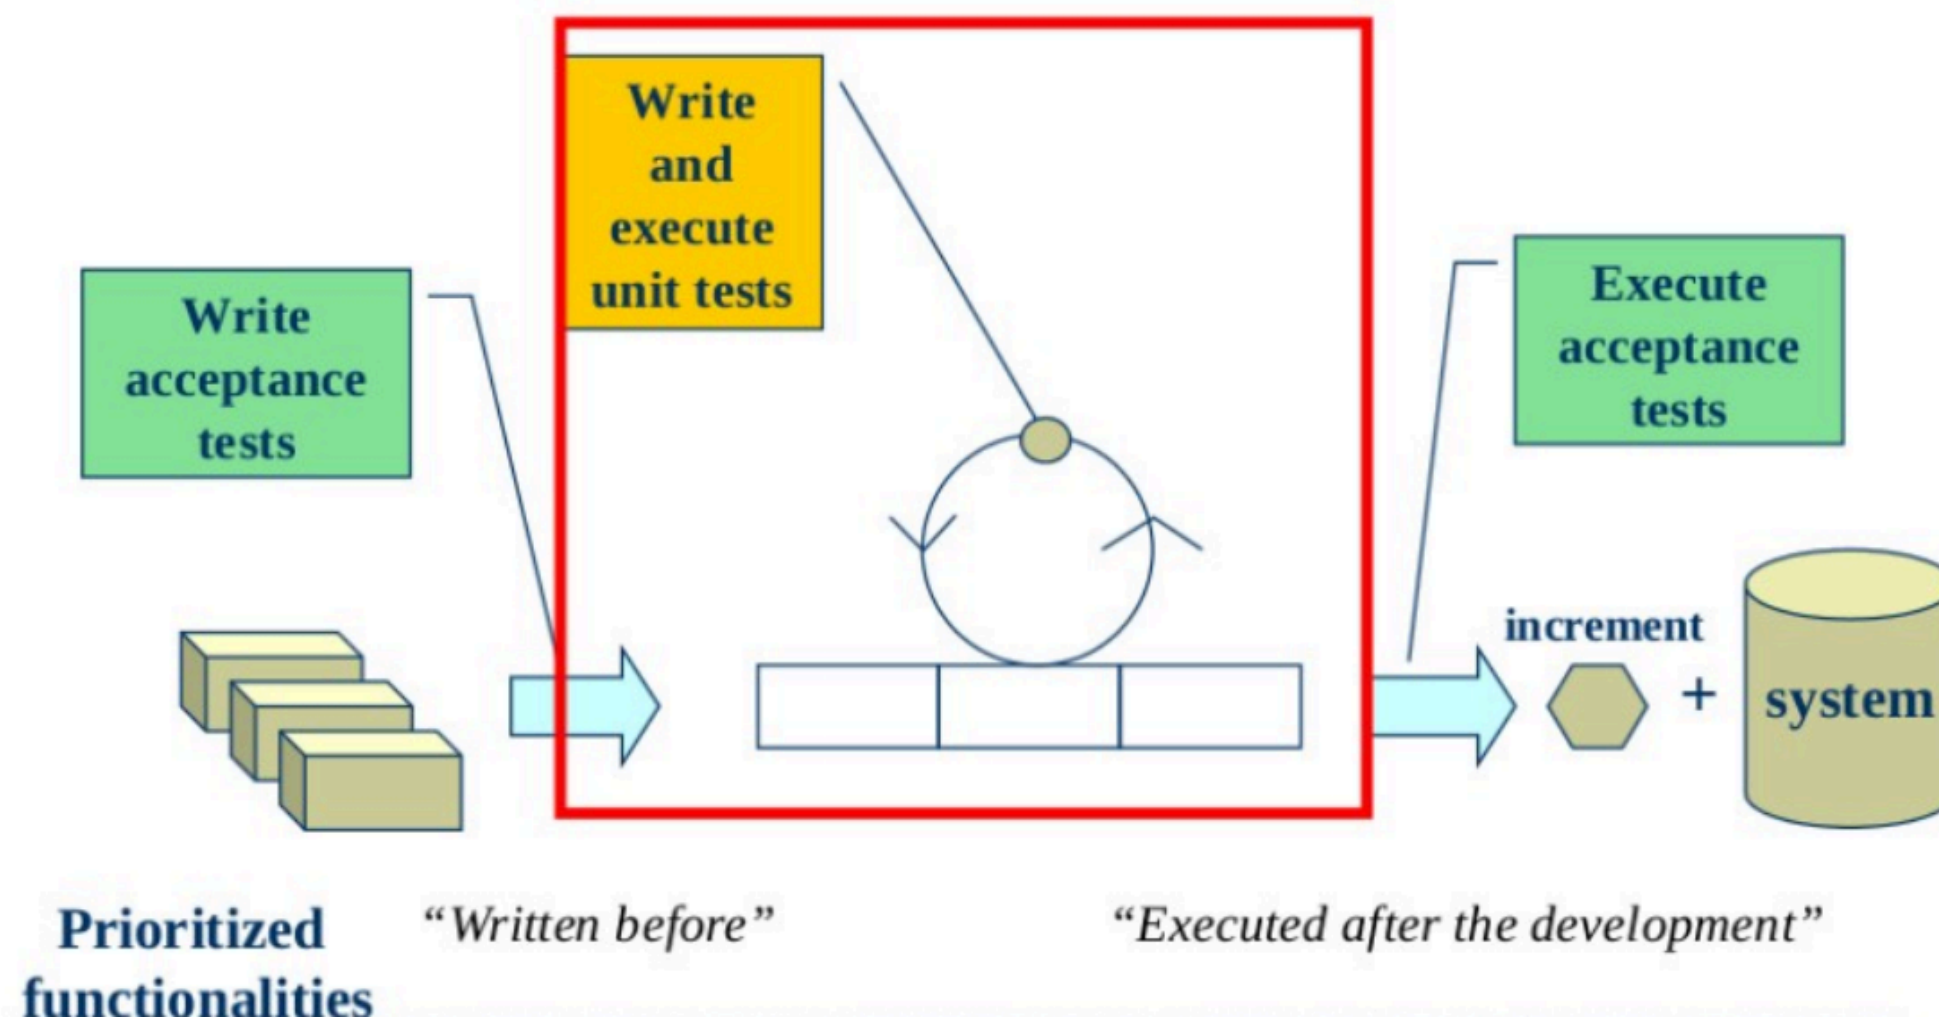 Write
and
execute
unit tests
Write
acceptance
tests
Execute
acceptance
tests
increment
+
system
Prioritized
functionalities
“Written before”
“Executed after the development”